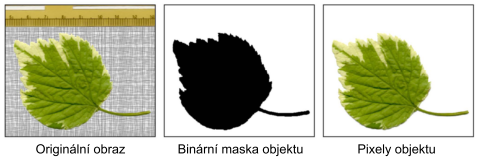 Originální obraz
Binární maska objektu
Pixely objektu